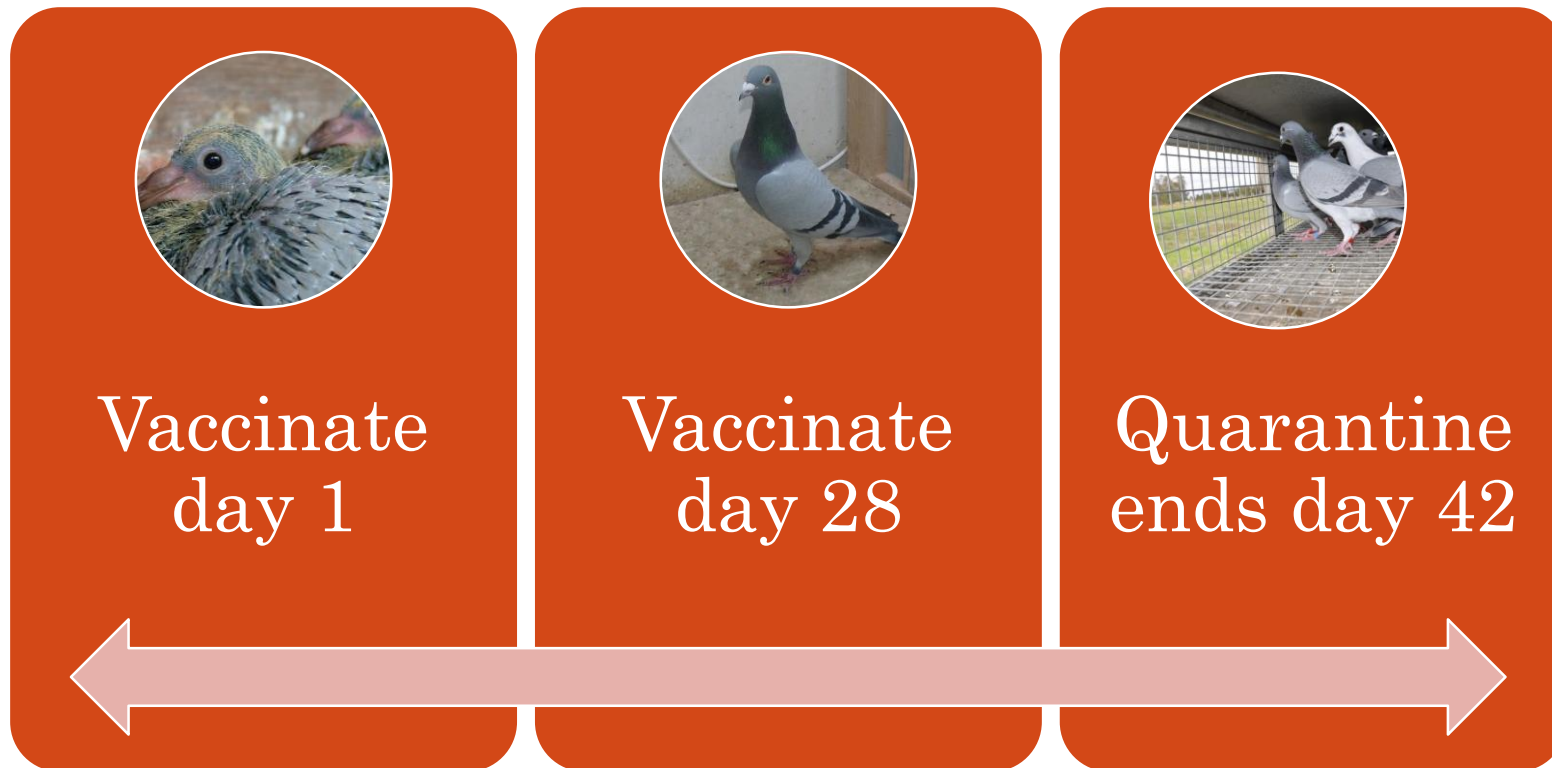 Vaccinate
day 1
Vaccinate
day 28
Quarantine
ends day 42